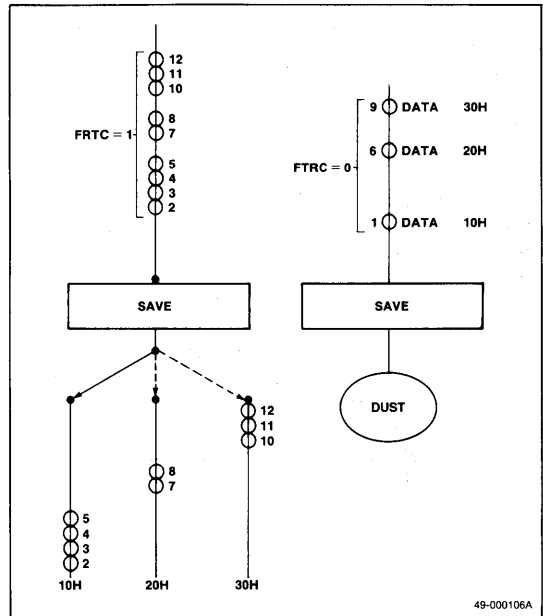 12
11
10
8
7
FRTC = 1
5
4
3
2
SAVE
12
11
10
8
7
5
4
3
2
10H 20H 30H
9 DATA 30H
6 DATA 20H
FTRC = 0
1 DATA 10H
SAVE
DUST
49-000106A